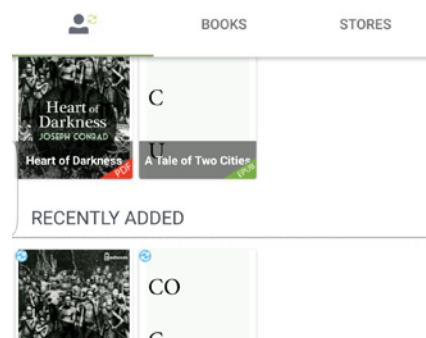 BOOKS STORES
Heart of
Darkness
JOSEPH CONRAD
C
U
Heart of Darkness
PDF
A Tale of Two Cities
EPUB
RECENTLY ADDED
CO